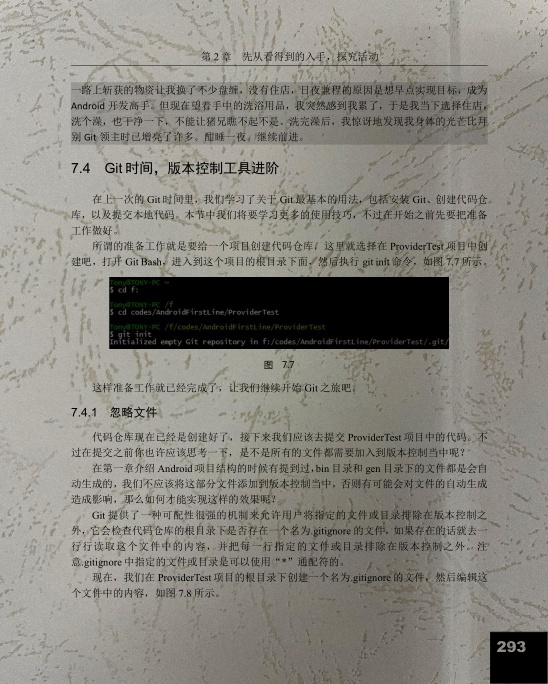 第 2 章　先从看得到的入手，探究活动
一路上斩获的物资让我换了不少盘缠，没有住店，日夜兼程的原因是想早点实现目标，成为
Android 开发高手。但现在望着手中的洗浴用品，我突然感到我累了，于是我当下选择住店，
洗个澡，也干净一下，不能让猪兄瞧不起不是。洗完澡后，我惊讶地发现我身体的光芒比拜
别 Git 领主时已增亮了许多。酣睡一夜。继续前进。
7.4　Git 时间，版本控制工具进阶
在上一次的 Git 时间里，我们学习了关于 Git 最基本的用法，包括安装 Git、创建代码仓
库，以及提交本地代码。本节中我们将要学习更多的使用技巧，不过在开始之前先要把准备
工作做好。
所谓的准备工作就是要给一个项目创建代码仓库，这里就选择在 ProviderTest 项目中创
建吧，打开 Git Bash，进入到这个项目的根目录下面，然后执行 git init 命令，如图 7.7 所示。
Tony@TONY-PC ~
$ cd f:
Tony@TONY-PC /f
$ cd codes/AndroidFirstLine/ProviderTest
Tony@TONY-PC /f/codes/AndroidFirstLine/ProviderTest
$ git init
Initialized empty Git repository in f:/codes/AndroidFirstLine/ProviderTest/.git/
图　7.7
这样准备工作就已经完成了，让我们继续开始 Git 之旅吧。
7.4.1　忽略文件
代码仓库现在已经是创建好了，接下来我们应该去提交 ProviderTest 项目中的代码。不
过在提交之前你也许应该思考一下，是不是所有的文件都需要加入到版本控制当中呢？
在第一章介绍 Android 项目结构的时候有提到过，bin 目录和 gen 目录下的文件都是会自
动生成的，我们不应该将这部分文件添加到版本控制当中，否则有可能会对文件的自动生成
造成影响，那么如何才能实现这样的效果呢？
Git 提供了一种可配性很强的机制来允许用户将指定的文件或目录排除在版本控制之
外，它会检查代码仓库的根目录下是否存在一个名为.gitignore 的文件，如果存在的话就去一
行行读取这个文件中的内容，并把每一行指定的文件或目录排除在版本控制之外。注
意.gitignore 中指定的文件或目录是可以使用“*”通配符的。
现在，我们在 ProviderTest 项目的根目录下创建一个名为.gitignore 的文件，然后编辑这
个文件中的内容，如图 7.8 所示。
293